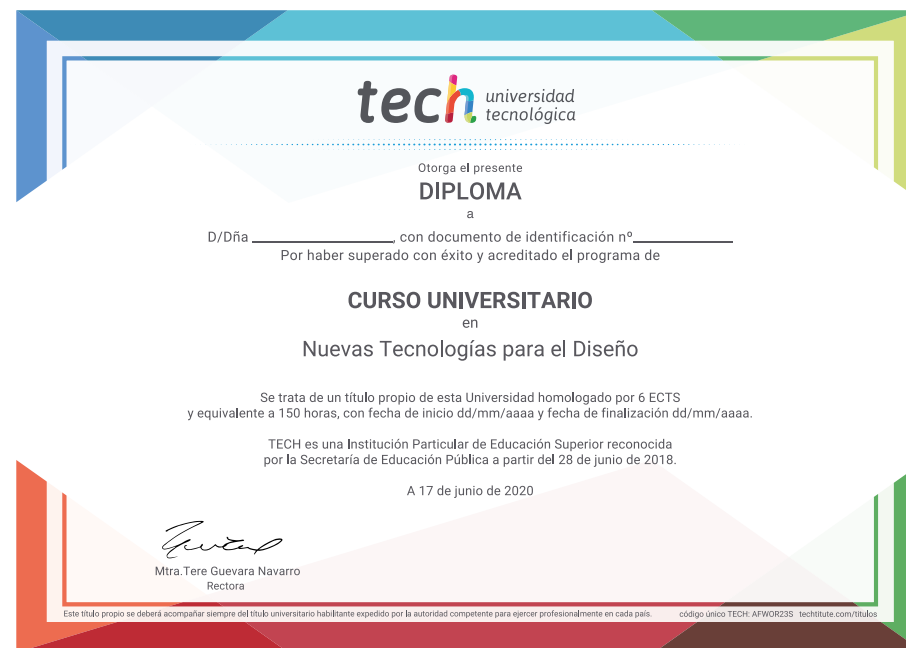 tech universidad
tecnológica
Otorga el presente
DIPLOMA
a
D/Dña ____________________, con documento de identificación nº______________
Por haber superado con éxito y acreditado el programa de
CURSO UNIVERSITARIO
en
Nuevas Tecnologías para el Diseño
Se trata de un título propio de esta Universidad homologado por 6 ECTS
y equivalente a 150 horas, con fecha de inicio dd/mm/aaaa y fecha de finalización dd/mm/aaaa.
TECH es una Institución Particular de Educación Superior reconocida
por la Secretaría de Educación Pública a partir del 28 de junio de 2018.
A 17 de junio de 2020
Mtra.Tere Guevara Navarro
Rectora
Este título propio se deberá acompañar siempre del título universitario habilitante expedido por la autoridad competente para ejercer profesionalmente en cada país. código único TECH: AFWOR23S techtitute.com/titulos